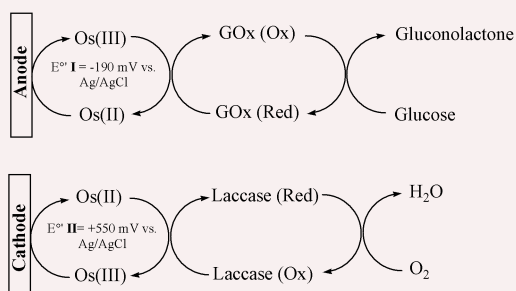 Anode
Os(III)
GOx (Ox)
Gluconolactone
E°' I = -190 mV vs.
Ag/AgCl
Os(II)
GOx (Red)
Glucose
Cathode
Os(II)
Laccase (Red)
H₂O
E°' II= +550 mV vs.
Ag/AgCl
Os(III)
Laccase (Ox)
O₂